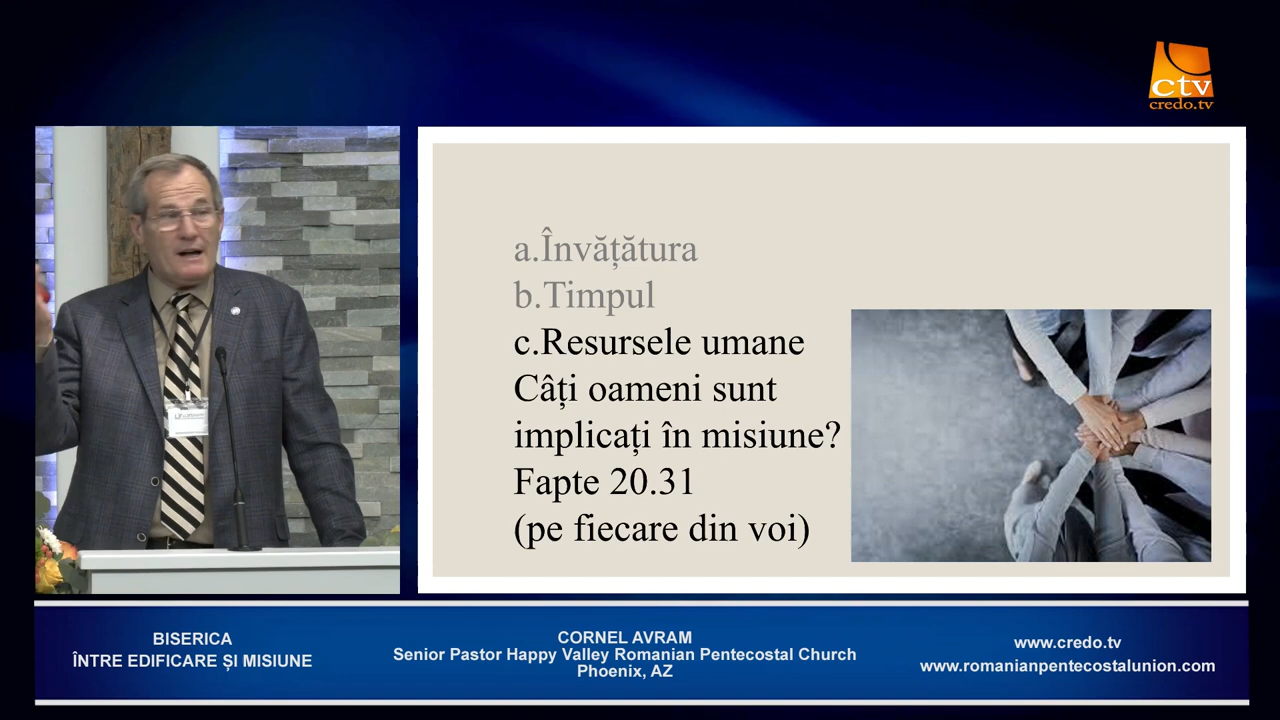 ctv
credo.tv
a.Învățătura
b.Timpul
c.Resursele umane
Câți oameni sunt
implicați în misiune?
Fapte 20.31
(pe fiecare din voi)
BISERICA
ÎNTRE EDIFICARE ȘI MISIUNE
CORNEL AVRAM
Senior Pastor Happy Valley Romanian Pentecostal Church
Phoenix, AZ
www.credo.tv
www.romanianpentecostalunion.com